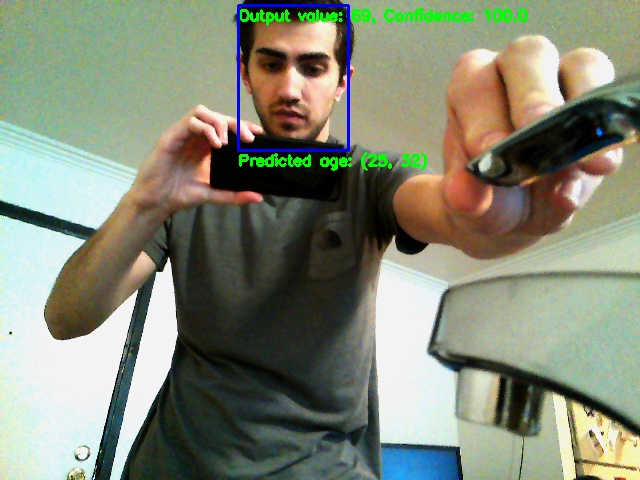 Output value: 69, Confidence: 100.0
Predicted age: (25, 32)